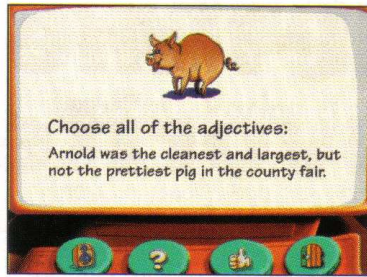 Choose all of the adjectives:
Arnold was the cleanest and largest, but
not the prettiest pig in the county fair.
?